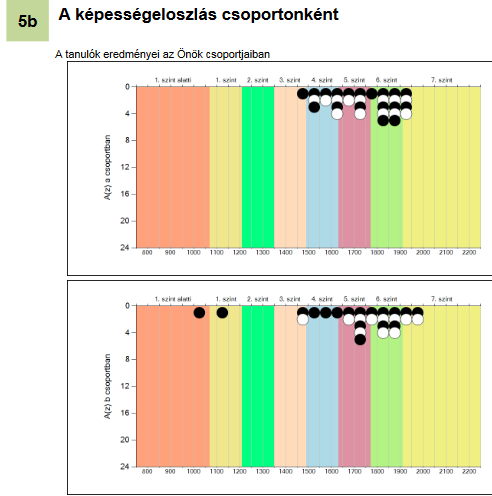 5b
A képességeloszlás csoportonként
A tanulók eredményei az Önök csoportjaiban
1. szint alatti 1. szint 2. szint 3. szint 4. szint 5. szint 6. szint 7. szint
0
4
8
12
16
20
24
A(z) a csoportban
800 900 1000 1100 1200 1300 1400 1500 1600 1700 1800 1900 2000 2100 2200
1. szint alatti 1. szint 2. szint 3. szint 4. szint 5. szint 6. szint 7. szint
0
4
8
12
16
20
24
A(z) b csoportban
800 900 1000 1100 1200 1300 1400 1500 1600 1700 1800 1900 2000 2100 2200